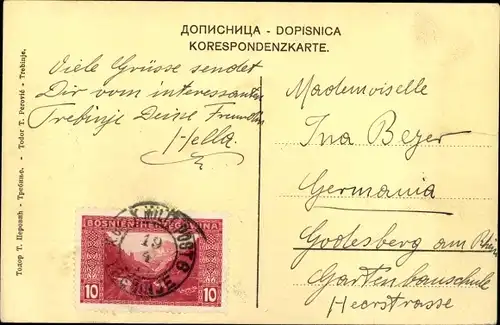 ДОПИСНИЦА - DOPISNICA
KORESPONDENZKARTE.
Viele Grüsse sendet
Dir vom interessanten
Trebinje Deine Freundin
Hella.
Mademoiselle
Ina Beyer
Germania
Godesberg am Rhein
Gartenbauschule
Heerstrasse
Тодор Т. Перовић - Требиње. - Todor T. Perović - Trebinje.
BOSNIEN HERCEGOVINA
10 10